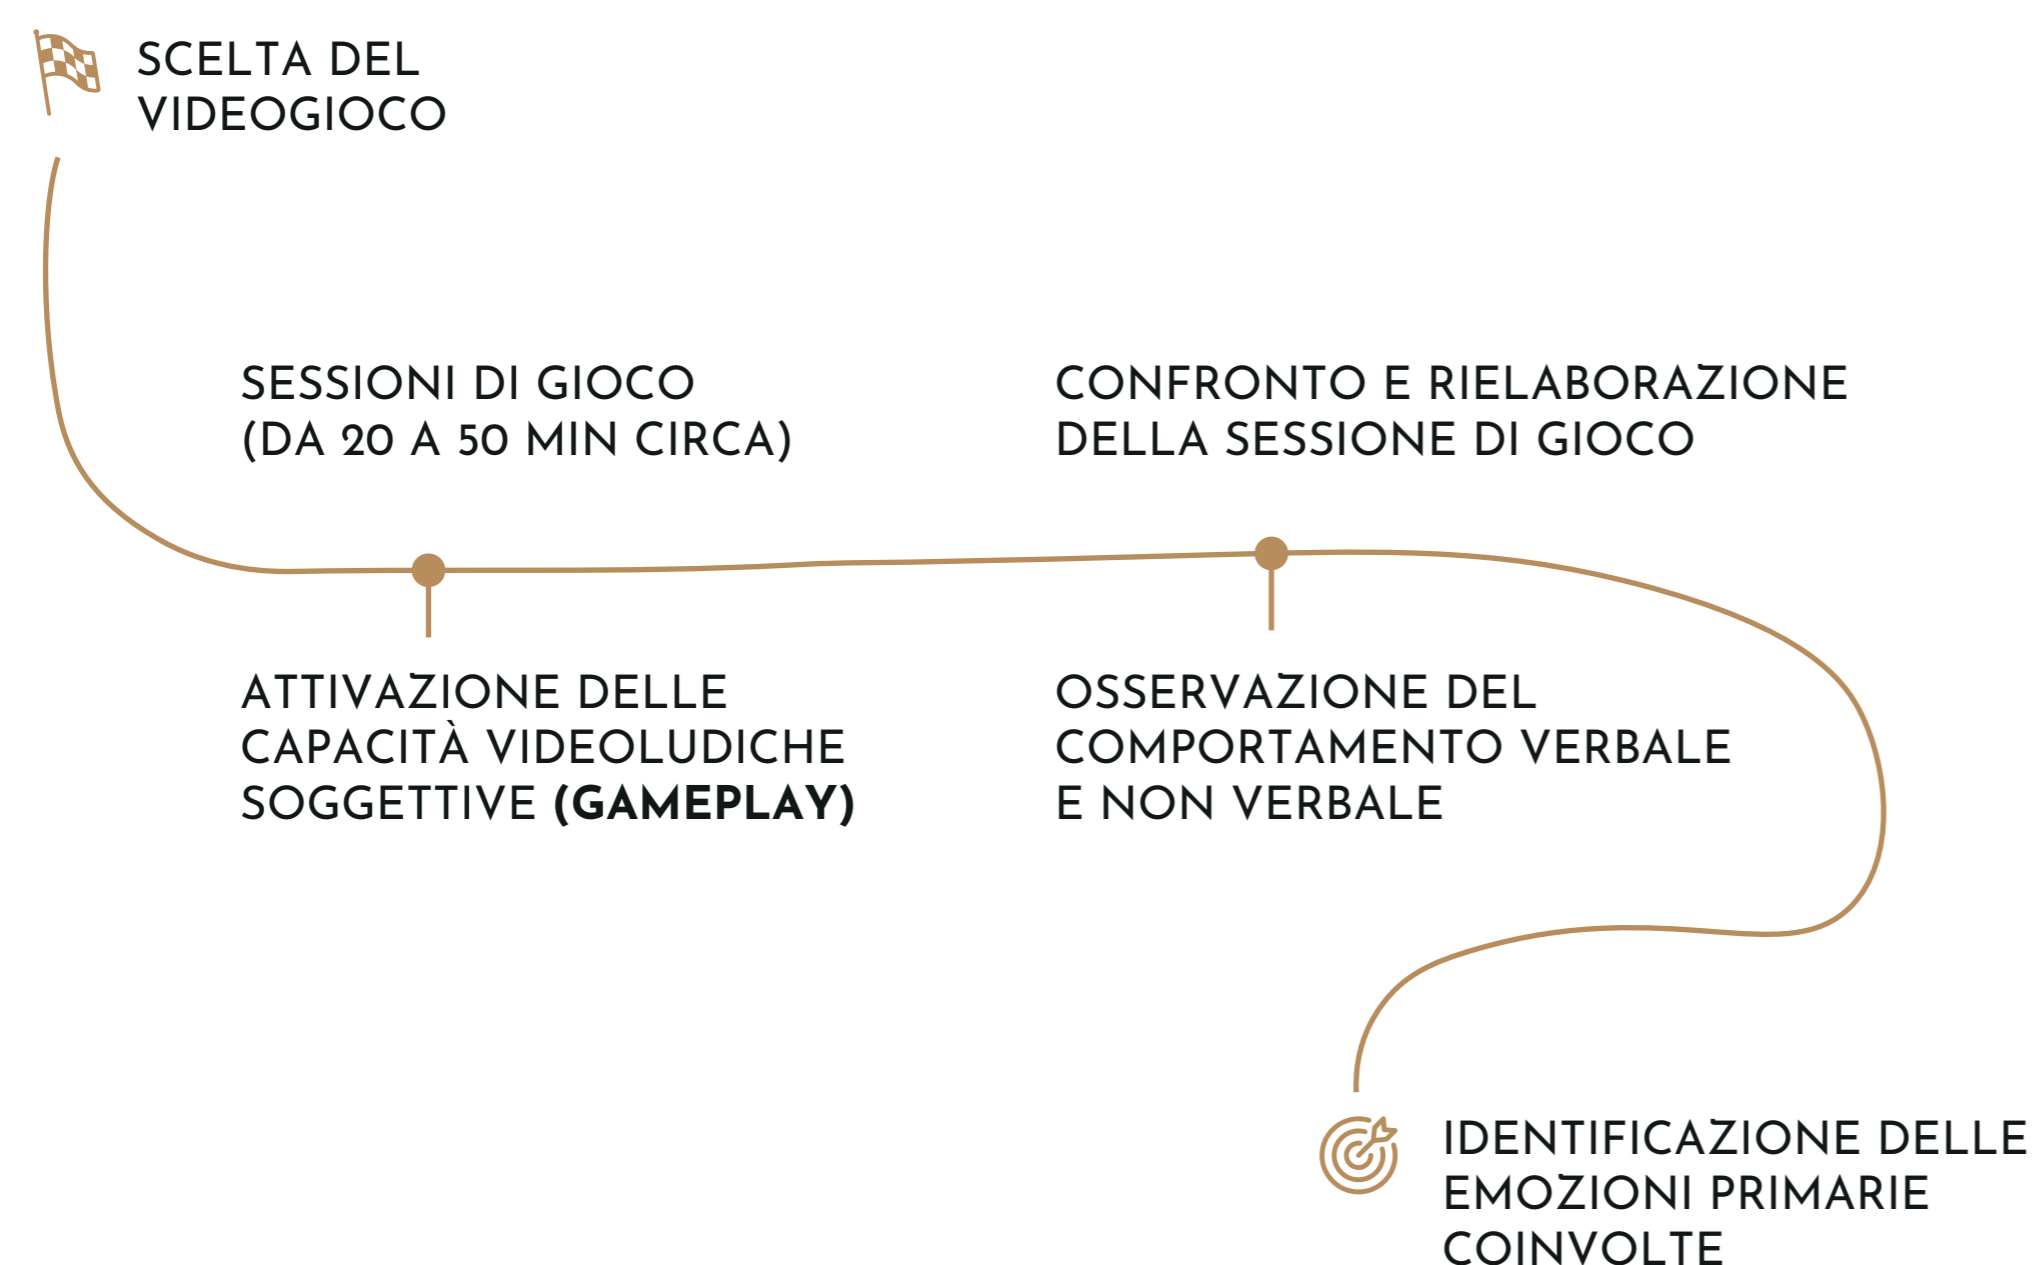 SCELTA DEL
VIDEOGIOCO
SESSIONI DI GIOCO
(DA 20 A 50 MIN CIRCA)
ATTIVAZIONE DELLE
CAPACITÀ VIDEOLUDICHE
SOGGETTIVE (GAMEPLAY)
CONFRONTO E RIELABORAZIONE
DELLA SESSIONE DI GIOCO
OSSERVAZIONE DEL
COMPORTAMENTO VERBALE
E NON VERBALE
IDENTIFICAZIONE DELLE
EMOZIONI PRIMARIE
COINVOLTE